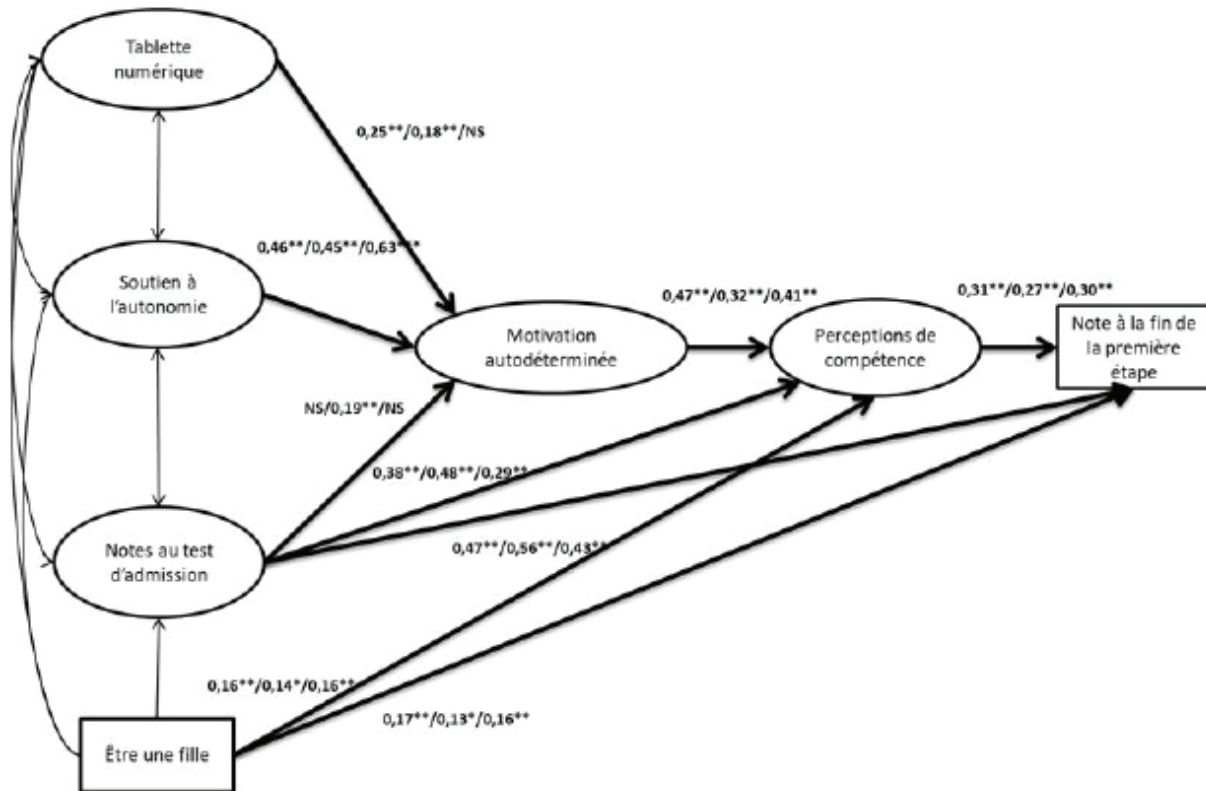 Tablette
numérique
0,25**/0,18**/NS
0,46**/0,45**/0,63***
Soutien à
l'autonomie
Motivation
autodéterminée
0,47**/0,32**/0,41**
Perceptions de
compétence
0,31**/0,27**/0,30**
Note à la fin de
la première
étape
NS/0,19**/NS
0,38**/0,48**/0,29**
Notes au test
d'admission
0,47**/0,56**/0,43**
0,16**/0,14*/0,16**
0,17**/0,13*/0,16**
Être une fille